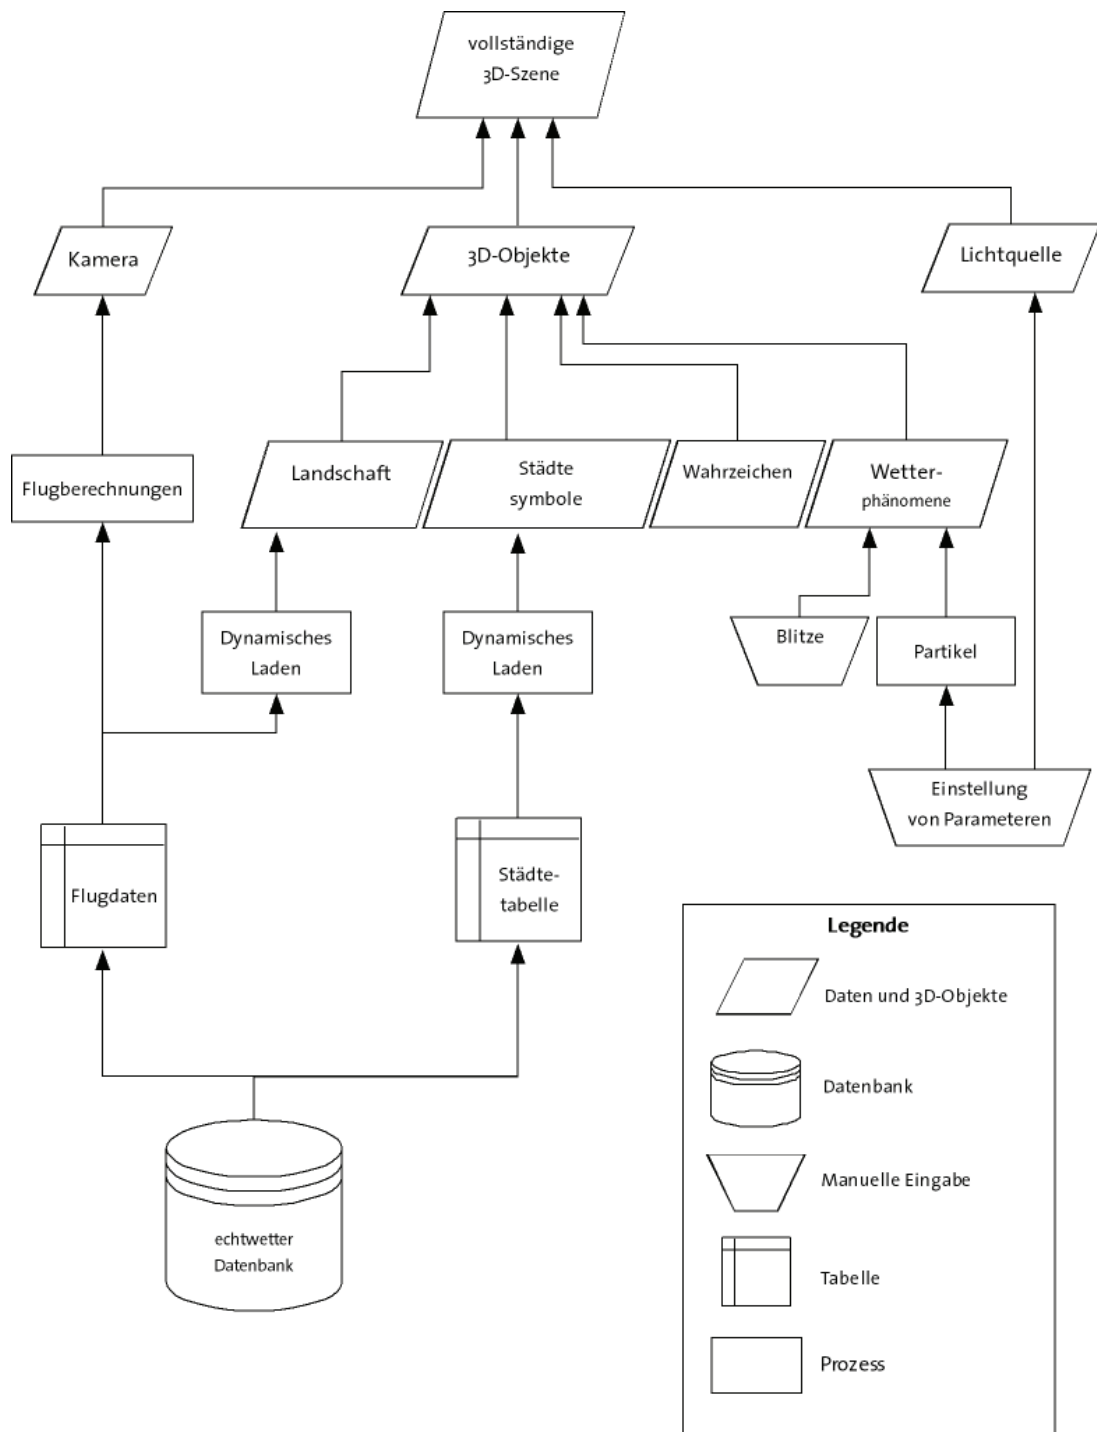 vollständige
3D-Szene
Kamera
3D-Objekte
Lichtquelle
Flugberechnungen
Landschaft
Städte
symbole
Wahrzeichen
Wetter-
phänomene
Dynamisches
Laden
Dynamisches
Laden
Blitze
Partikel
Einstellung
von Parameteren
Flugdaten
Städte-
tabelle
echtwetter
Datenbank
Legende
Daten und 3D-Objekte
Datenbank
Manuelle Eingabe
Tabelle
Prozess